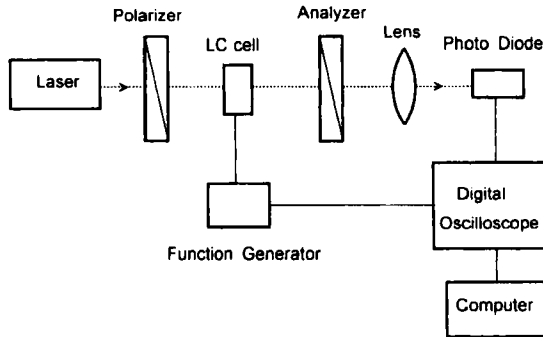 Polarizer
LC cell
Analyzer
Lens
Photo Diode
Laser
Function Generator
Digital
Oscilloscope
Computer